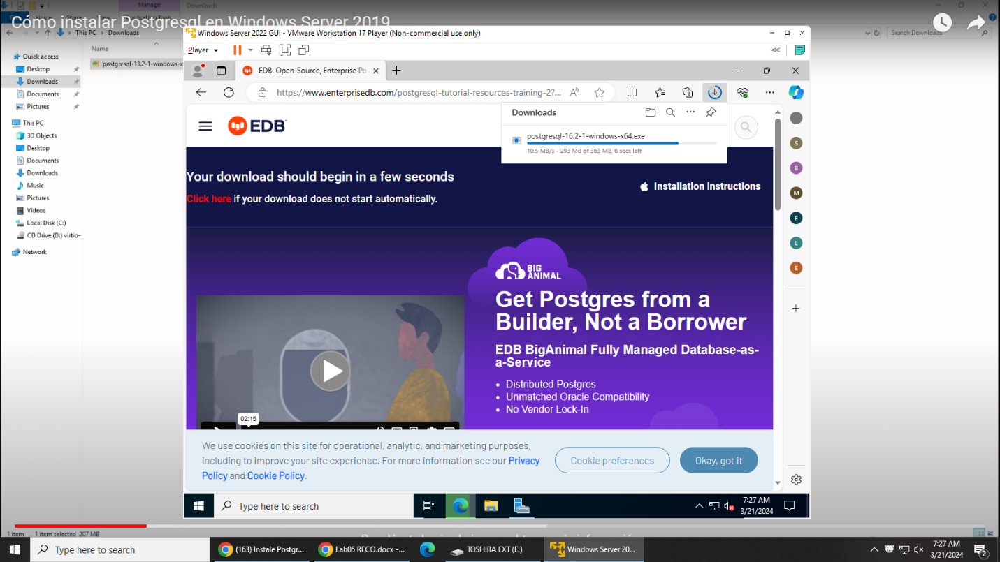 Manage
Downloads
Home
Share
View
Application Tools
Cómo instalar Postgresql en Windows Server 2019
This PC
Downloads
Search Downloads
Name
postgresql-13.2-1-windows-x
Quick access
Desktop
Downloads
Documents
Pictures
This PC
3D Objects
Desktop
Documents
Downloads
Music
Pictures
Videos
Local Disk (C:)
CD Drive (D:) virtio-
Network
Windows Server 2022 GUI - VMware Workstation 17 Player (Non-commercial use only)
Player
EDB: Open-Source, Enterprise Po
https://www.enterprisedb.com/postgresql-tutorial-resources-training-2?...
EDB
Downloads
postgresql-16.2-1-windows-x64.exe
10.5 MB/s - 293 MB of 363 MB, 6 secs left
Your download should begin in a few seconds
Click here if your download does not start automatically.
Installation instructions
S
B
M
F
L
E
BIG
ANIMAL
Get Postgres from a
Builder, Not a Borrower
EDB BigAnimal Fully Managed Database-as-
a-Service
• Distributed Postgres
• Unmatched Oracle Compatibility
• No Vendor Lock-In
02:15
We use cookies on this site for operational, analytic, and marketing purposes,
including to improve your site experience. For more information see our Privacy
Policy and Cookie Policy.
Cookie preferences
Okay, got it
Type here to search
7:27 AM
3/21/2024
1 item
1 item selected 207 MB
Type here to search
(163) Instale Postgr...
Lab05 RECO.docx -...
TOSHIBA EXT (E:)
Windows Server 20...
7:27 AM
3/21/2024
2